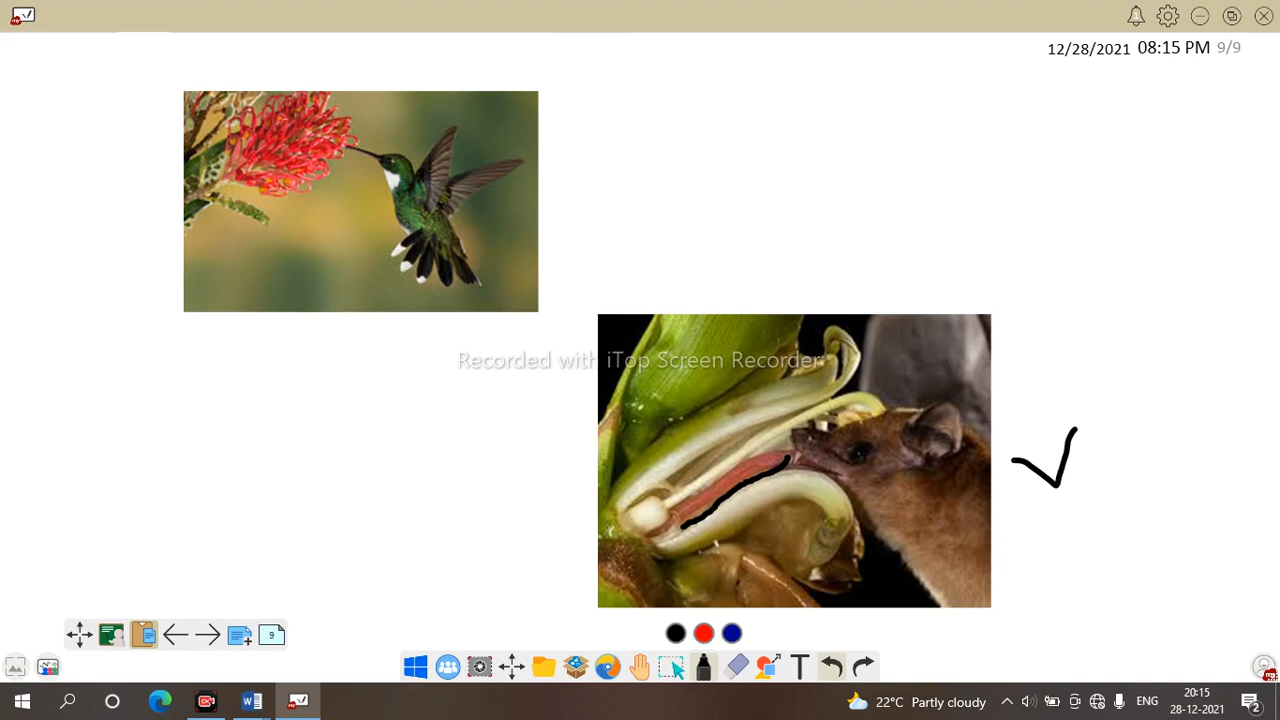 12/28/2021 08:15 PM 9/9
Recorded with iTop Screen Recorder
9
22°C Partly cloudy
ENG
20:15
28-12-2021
2